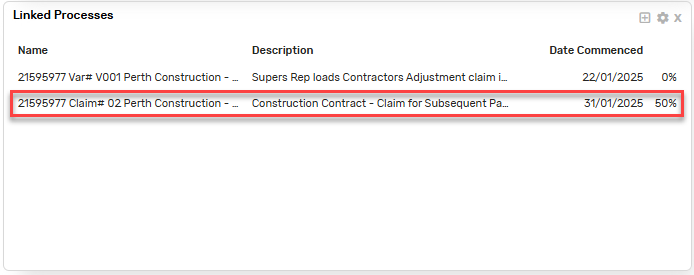 Linked Processes
Name Description Date Commenced
21595977 Var# V001 Perth Construction - ... Supers Rep loads Contractors Adjustment claim i... 22/01/2025 0%
21595977 Claim# 02 Perth Construction - ... Construction Contract - Claim for Subsequent Pa... 31/01/2025 50%